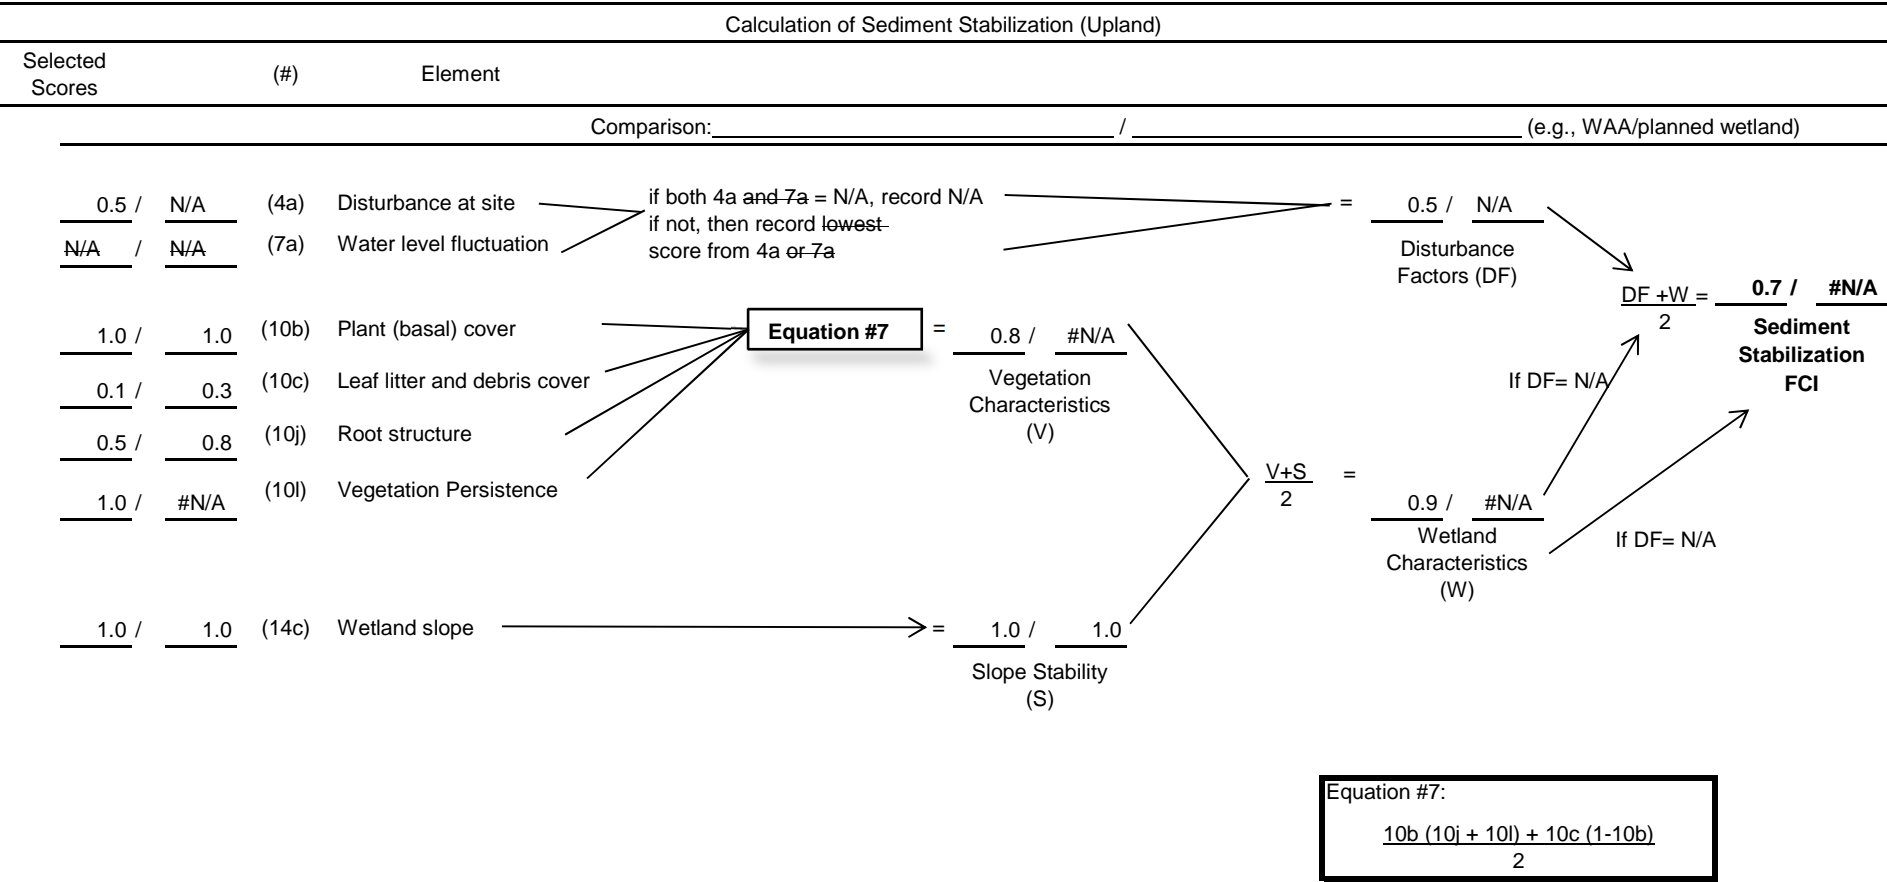 Calculation of Sediment Stabilization (Upland)
Selected Scores (#) Element
Comparison: / (e.g., WAA/planned wetland)
0.5 / N/A (4a) Disturbance at site
N/A / N/A (7a) Water level fluctuation
if both 4a and 7a = N/A, record N/A
if not, then record lowest
score from 4a or 7a
= 0.5 / N/A
Disturbance
Factors (DF)
DF +W =
2
0.7 / #N/A
Sediment
Stabilization
FCI
1.0 / 1.0 (10b) Plant (basal) cover
0.1 / 0.3 (10c) Leaf litter and debris cover
0.5 / 0.8 (10j) Root structure
1.0 / #N/A (10l) Vegetation Persistence
Equation #7 = 0.8 / #N/A
Vegetation
Characteristics
(V)
If DF= N/A
V+S =
2
0.9 / #N/A
Wetland
Characteristics
(W)
If DF= N/A
1.0 / 1.0 (14c) Wetland slope = 1.0 / 1.0
Slope Stability
(S)
Equation #7:
10b (10j + 10l) + 10c (1-10b)
2